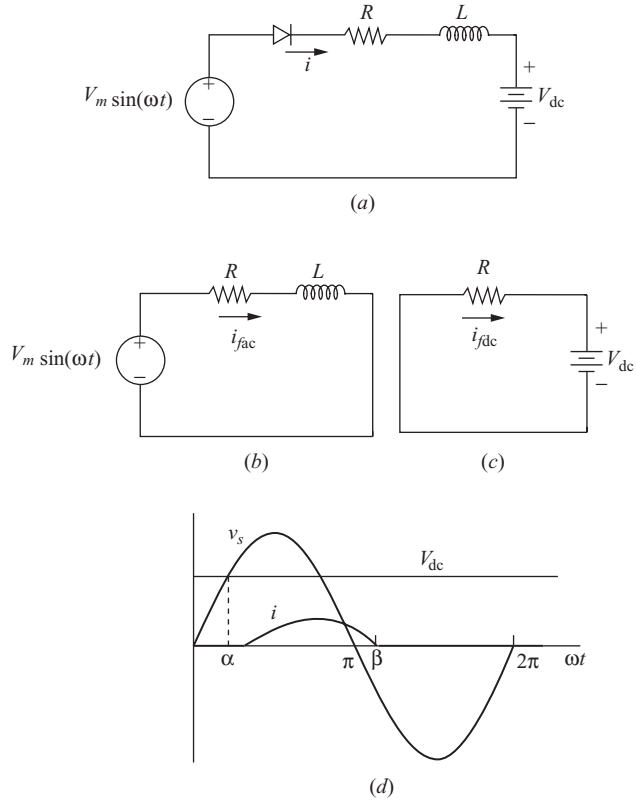 R
L
i
+
−
V_m sin(ωt)
+
−
V_dc
(a)
R
L
i_fac
+
−
V_m sin(ωt)
(b)
R
i_fdc
+
−
V_dc
(c)
v_s
V_dc
i
α
π
β
2π
ωt
(d)